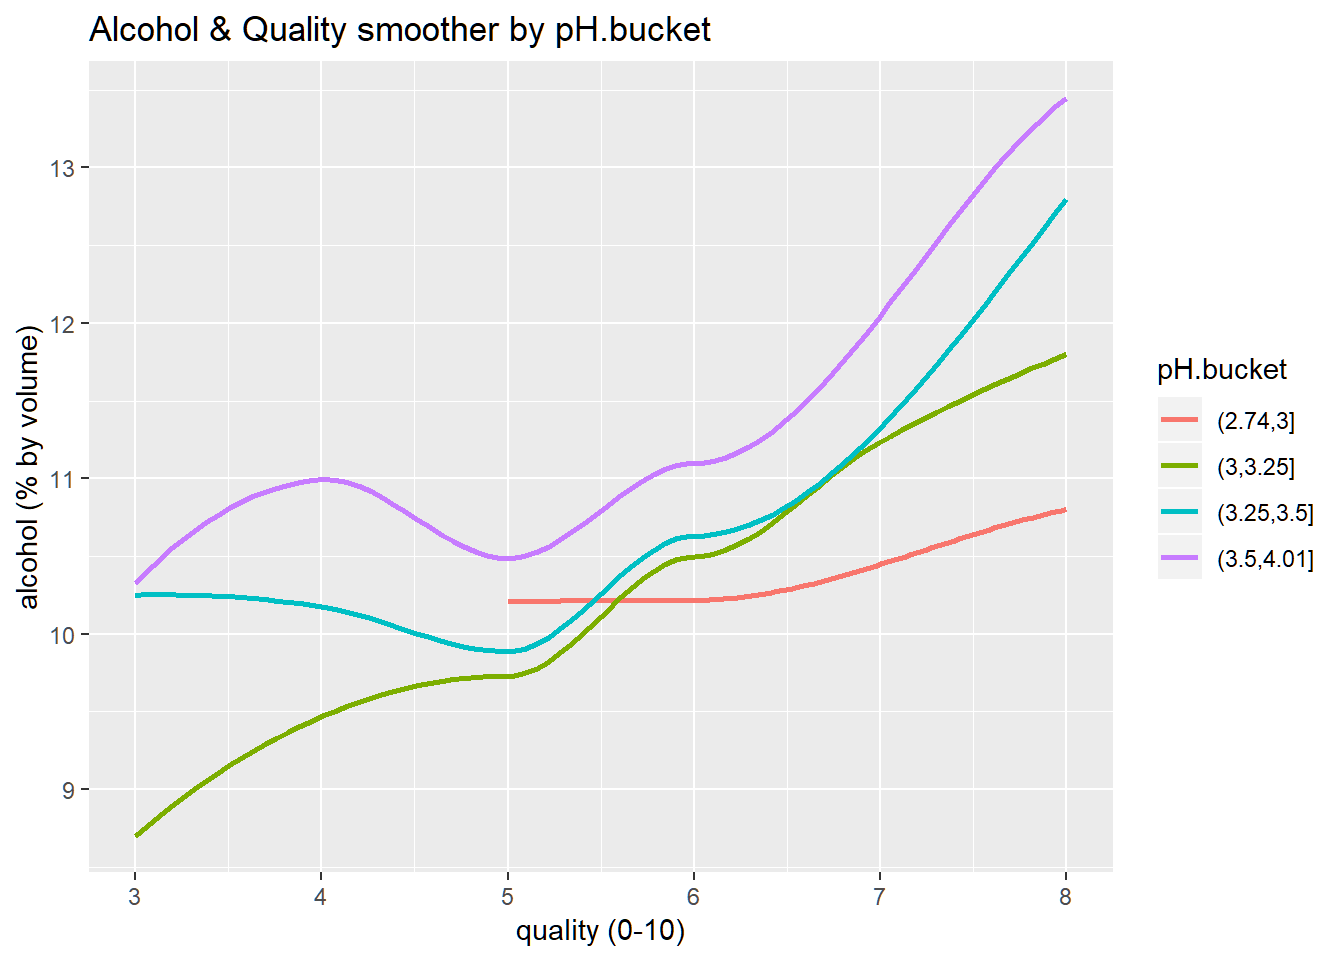 Alcohol & Quality smoother by pH.bucket
alcohol (% by volume)
13
12
11
10
9
3 4 5 6 7 8
quality (0-10)
pH.bucket
(2.74,3]
(3,3.25]
(3.25,3.5]
(3.5,4.01]